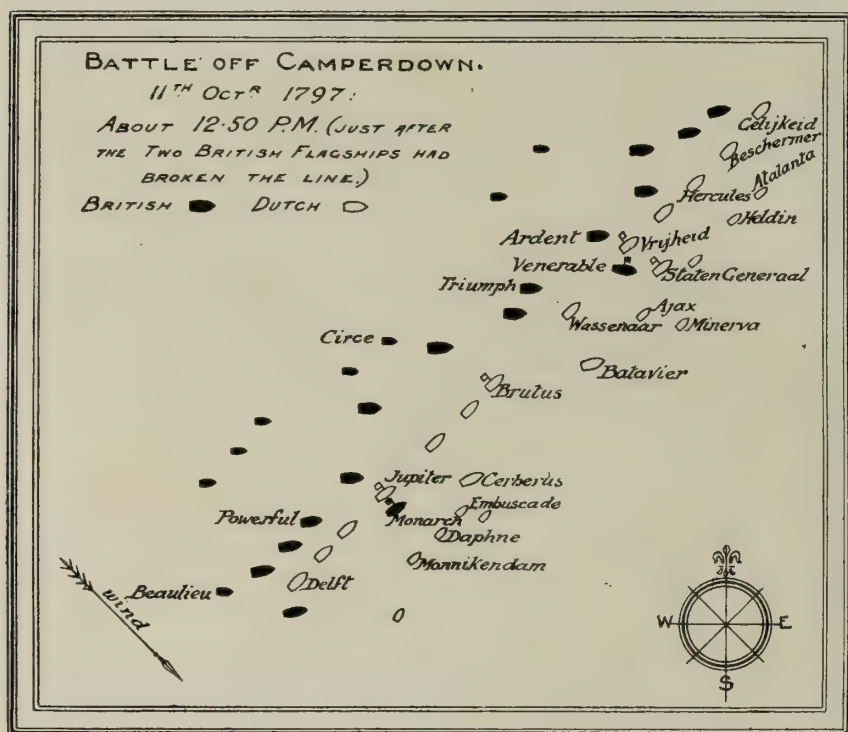 BATTLE OFF CAMPERDOWN.
11TH OCTR 1797:
ABOUT 12·50 P.M. (JUST AFTER
THE TWO BRITISH FLAGSHIPS HAD
BROKEN THE LINE.)
BRITISH DUTCH
Gelijkeid
Beschermer
Atalanta
Hercules
Heldin
Ardent
Vrijheid
Venerable
Staten Generaal
Triumph
Ajax
Wassenaar
Minerva
Circe
Batavier
Brutus
Jupiter
Cerberus
Embuscade
Powerful
Monarch
Daphne
Monnikendam
Delft
Beaulieu
wind
W E
S